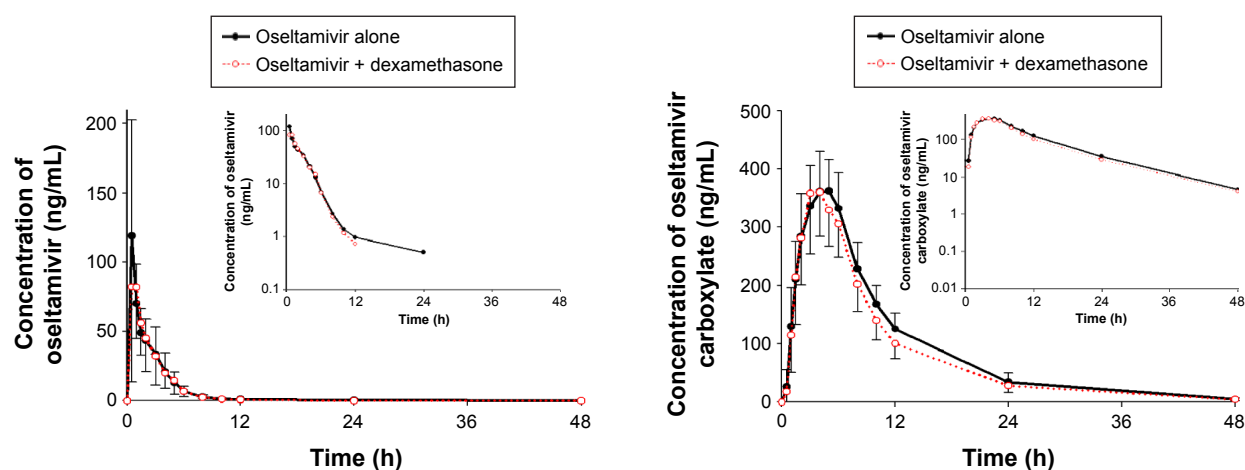 Oseltamivir alone
Oseltamivir + dexamethasone
Concentration of
oseltamivir (ng/mL)
200
150
100
50
0
0 12 24 36 48
Time (h)
Concentration of oseltamivir
(ng/mL)
100
10
1
0.1
0 12 24 36 48
Time (h)
Oseltamivir alone
Oseltamivir + dexamethasone
Concentration of oseltamivir
carboxylate (ng/mL)
500
400
300
200
100
0
0 12 24 36 48
Time (h)
Concentration of oseltamivir
carboxylate (ng/mL)
100
10
1
0.1
0.01
0 12 24 36 48
Time (h)